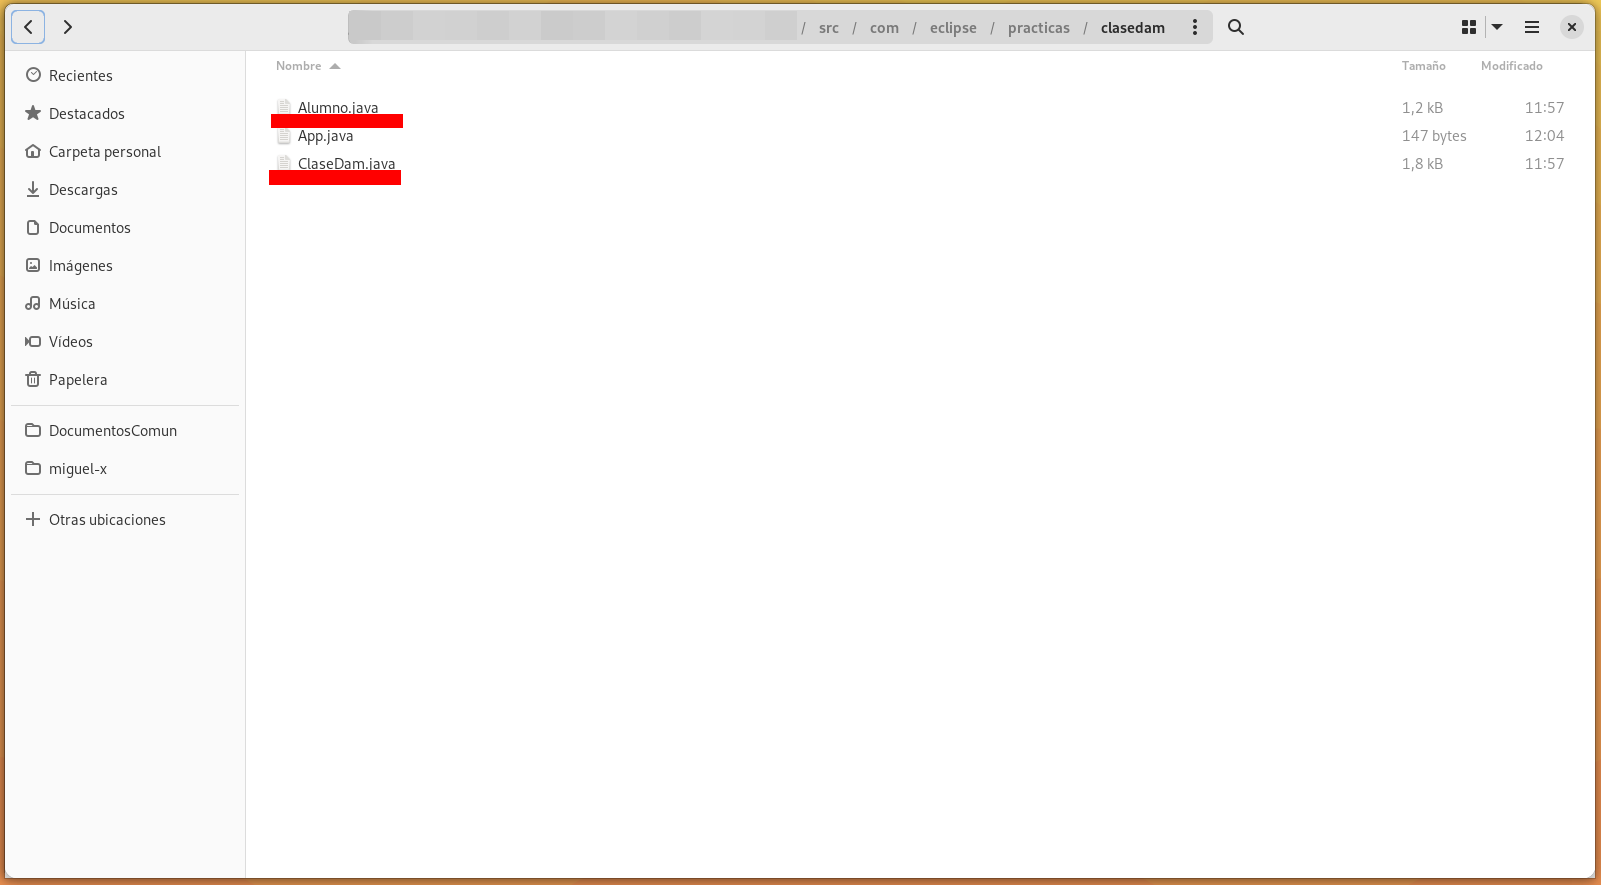 / src / com / eclipse / practicas / clasedam
Recientes
Destacados
Carpeta personal
Descargas
Documentos
Imágenes
Música
Vídeos
Papelera
DocumentosComun
miguel-x
Otras ubicaciones
Nombre Tamaño Modificado
Alumno.java 1,2 kB 11:57
App.java 147 bytes 12:04
ClaseDam.java 1,8 kB 11:57